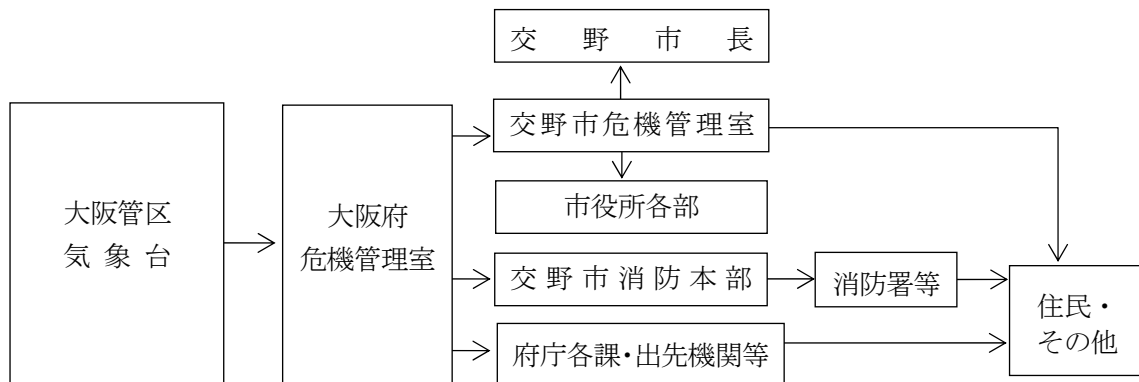 交野市長
交野市危機管理室
市役所各部
大阪管区
気象台
大阪府
危機管理室
交野市消防本部
消防署等
府庁各課・出先機関等
住民・
その他